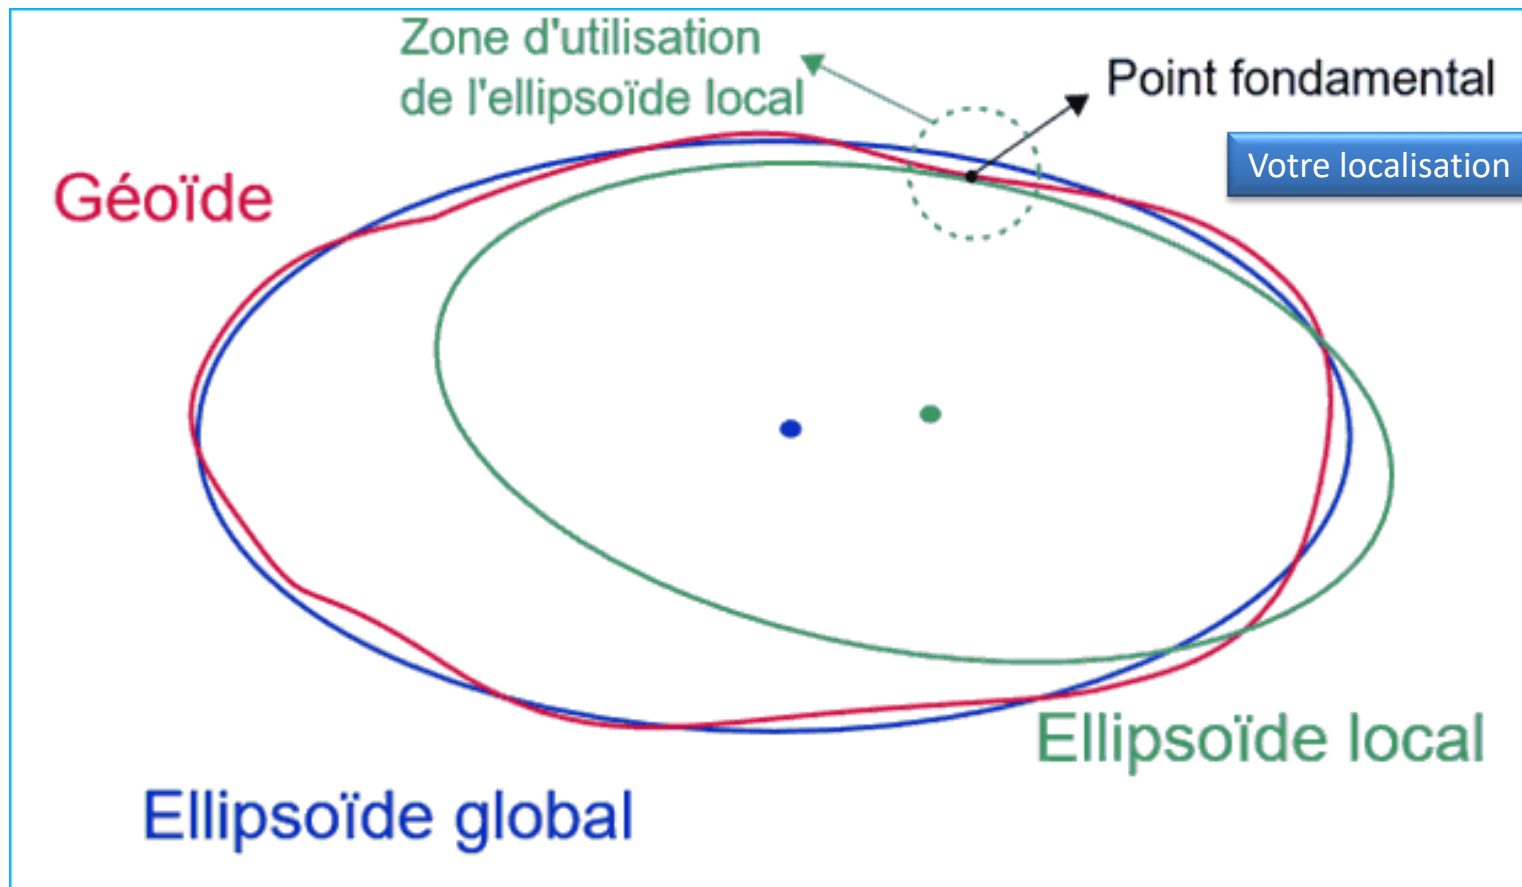 Zone d'utilisation
de l'ellipsoïde local
Point fondamental
Votre localisation
Géoïde
Ellipsoïde local
Ellipsoïde global